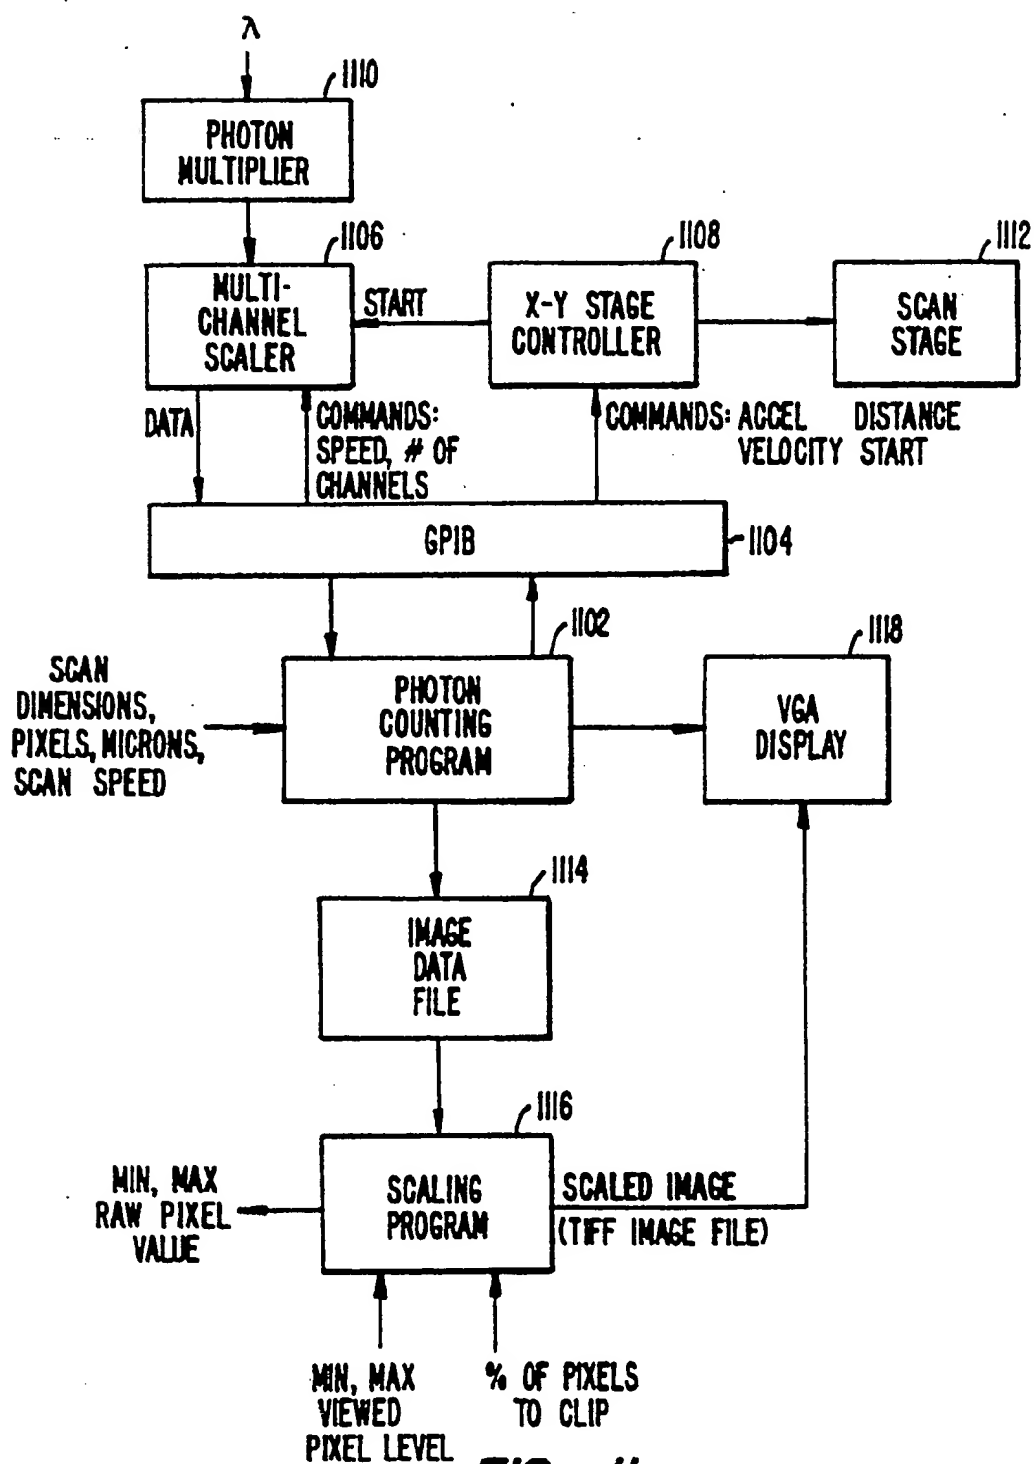 λ
1110
PHOTON
MULTIPLIER
1106
MULTI-
CHANNEL
SCALER
START
1108
X-Y STAGE
CONTROLLER
1112
SCAN
STAGE
DATA
COMMANDS:
SPEED, # OF
CHANNELS
COMMANDS: ACCEL DISTANCE
VELOCITY START
GPIB
1104
1102
PHOTON
COUNTING
PROGRAM
SCAN
DIMENSIONS,
PIXELS, MICRONS,
SCAN SPEED
1118
VGA
DISPLAY
1114
IMAGE
DATA
FILE
1116
SCALING
PROGRAM
MIN, MAX
RAW PIXEL
VALUE
SCALED IMAGE
(TIFF IMAGE FILE)
MIN, MAX
VIEWED
PIXEL LEVEL
% OF PIXELS
TO CLIP